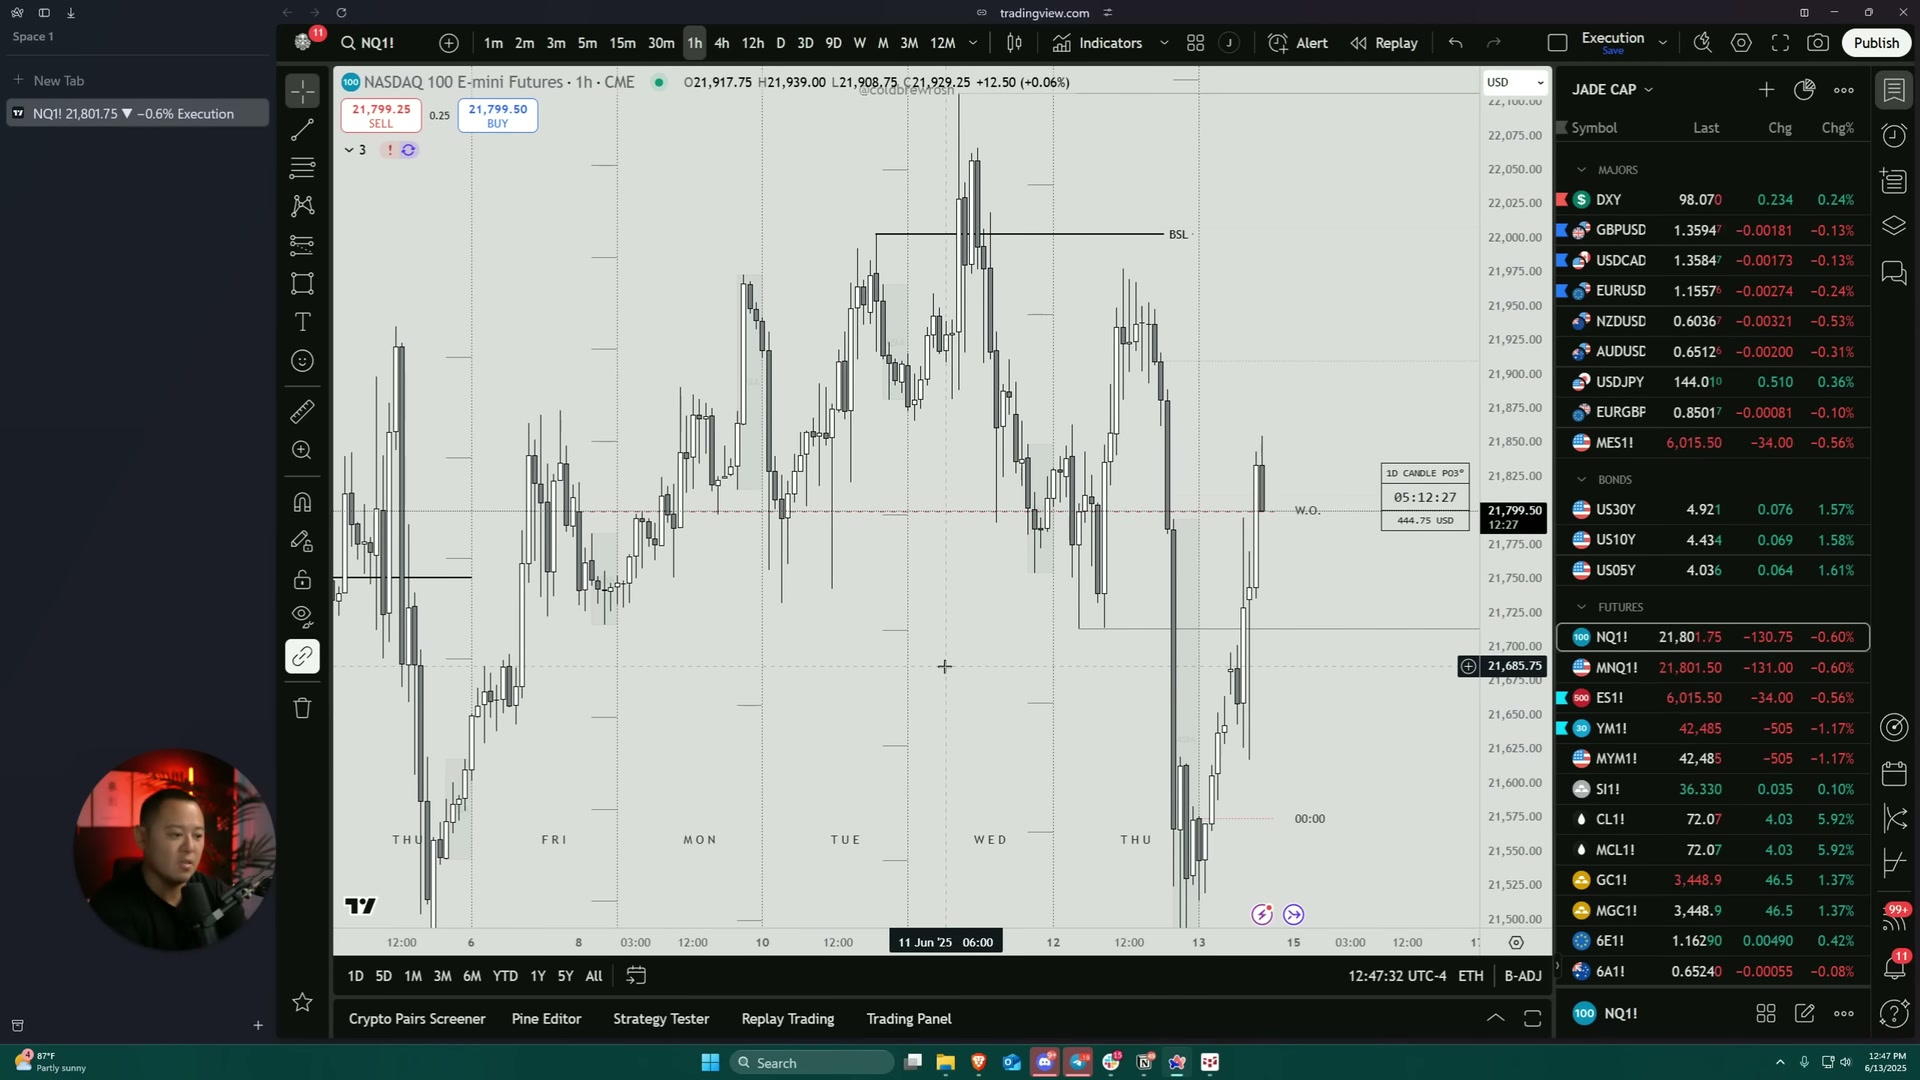 tradingview.com
Space 1
New Tab
NQ1! 21,801.75 ▼ −0.6% Execution
11
NQ1!
1m 2m 3m 5m 15m 30m 1h 4h 12h D 3D 9D W M 3M 12M
Indicators
J
Alert
Replay
Execution
Save
Publish
NASDAQ 100 E-mini Futures · 1h · CME
O21,917.75 H21,939.00 L21,908.75 C21,929.25 +12.50 (+0.06%)
@coldbrewrosh
21,799.25
SELL
0.25
21,799.50
BUY
3
USD
22,100.00
22,075.00
22,050.00
22,025.00
22,000.00
21,975.00
21,950.00
21,925.00
21,900.00
21,875.00
21,850.00
21,825.00
21,799.50
12:27
21,775.00
21,750.00
21,725.00
21,700.00
21,685.75
21,675.00
21,650.00
21,625.00
21,600.00
21,575.00
21,550.00
21,525.00
21,500.00
BSL
1D CANDLE PO3°
05:12:27
444.75 USD
W.O.
00:00
THU FRI MON TUE WED THU
12:00 6 8 03:00 12:00 10 12:00 11 Jun '25 06:00 12 12:00 13 15 03:00 12:00
1D 5D 1M 3M 6M YTD 1Y 5Y All
12:47:32 UTC-4 ETH B-ADJ
Crypto Pairs Screener Pine Editor Strategy Tester Replay Trading Trading Panel
JADE CAP
Symbol Last Chg Chg%
MAJORS
DXY 98.070 0.234 0.24%
GBPUSD 1.35947 −0.00181 −0.13%
USDCAD 1.35847 −0.00173 −0.13%
EURUSD 1.15576 −0.00274 −0.24%
NZDUSD 0.60367 −0.00321 −0.53%
AUDUSD 0.65126 −0.00200 −0.31%
USDJPY 144.010 0.510 0.36%
EURGBP 0.85017 −0.00081 −0.10%
MES1! 6,015.50 −34.00 −0.56%
BONDS
US30Y 4.921 0.076 1.57%
US10Y 4.434 0.069 1.58%
US05Y 4.036 0.064 1.61%
FUTURES
NQ1! 21,801.75 −130.75 −0.60%
MNQ1! 21,801.50 −131.00 −0.60%
ES1! 6,015.50 −34.00 −0.56%
YM1! 42,485 −505 −1.17%
MYM1! 42,485 −505 −1.17%
SI1! 36.330 0.035 0.10%
CL1! 72.07 4.03 5.92%
MCL1! 72.07 4.03 5.92%
GC1! 3,448.9 46.5 1.37%
MGC1! 3,448.9 46.5 1.37%
6E1! 1.16290 0.00490 0.42%
6A1! 0.65240 −0.00055 −0.08%
NQ1!
99+
11
87°F
Partly sunny
Search
12:47 PM
6/13/2025